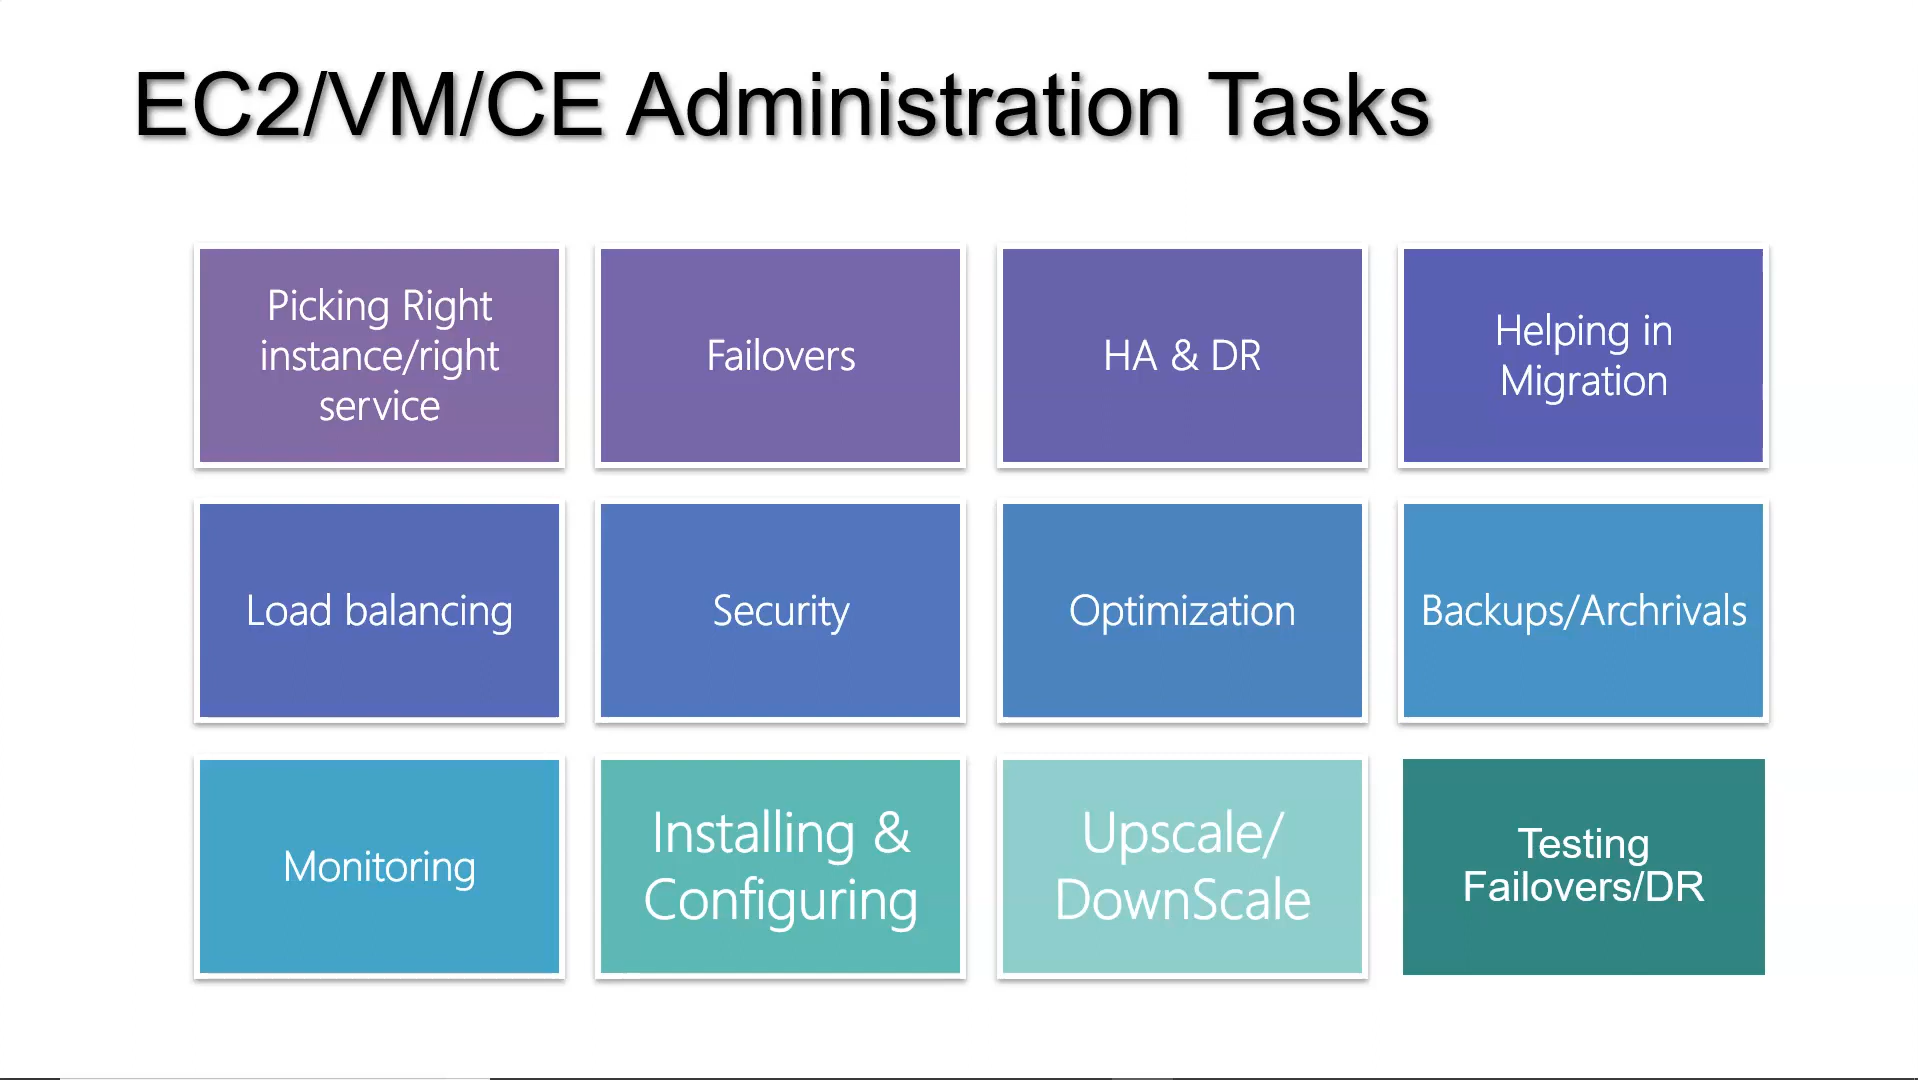 EC2/VM/CE Administration Tasks
Picking Right
instance/right
service
Failovers
HA & DR
Helping in
Migration
Load balancing
Security
Optimization
Backups/Archrivals
Monitoring
Installing &
Configuring
Upscale/
DownScale
Testing
Failovers/DR